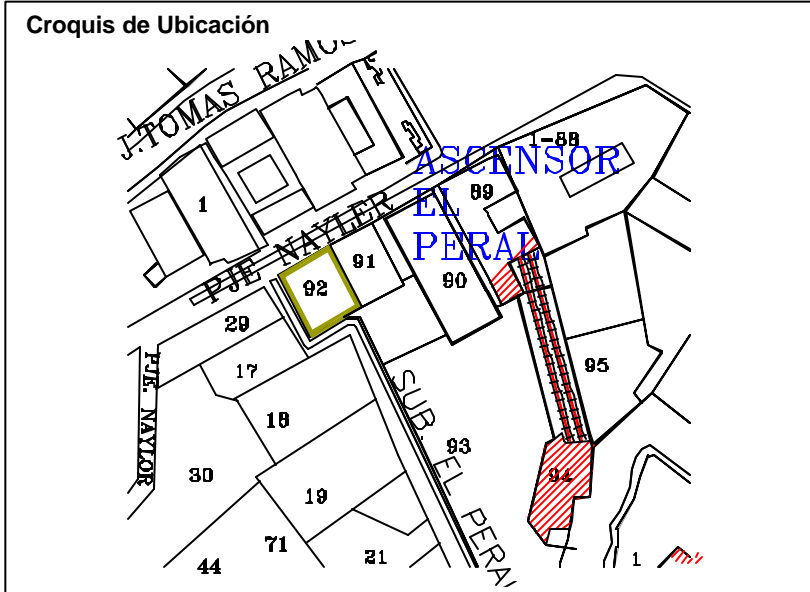 Croquis de Ubicación
J. TOMAS RAMOS
1-88
ASCENSOR
EL
PERAL
89
1
PJE NAYLER
91
92
90
29
PJE. NAYLOR
17
95
18
SUB. EL PERAL
93
30
94
19
71
21
44
1